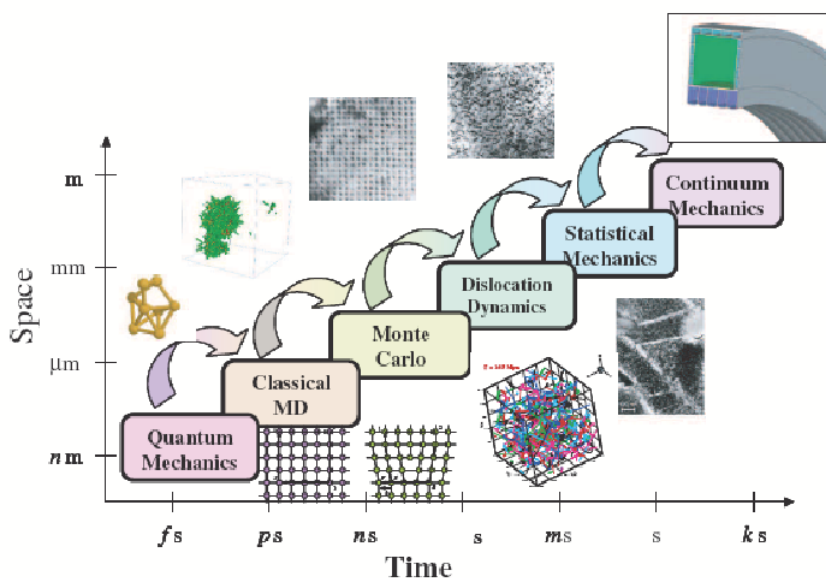 m
Continuum
Mechanics
Statistical
Mechanics
mm
Dislocation
Dynamics
Space
Monte
Carlo
μm
Classical
MD
Quantum
Mechanics
nm
fs
ps
ns
s
ms
s
ks
Time